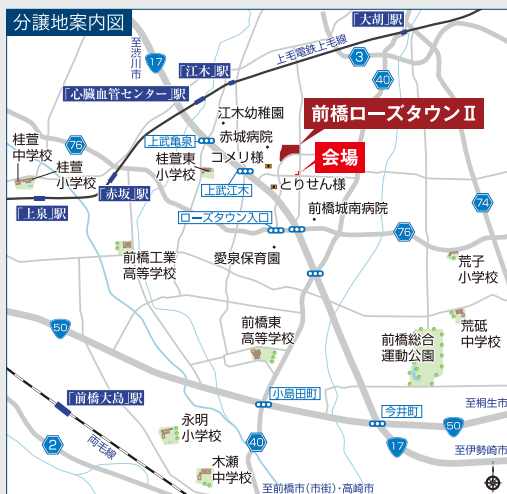 分譲地案内図
至渋川市
17
「大胡」駅
上毛電鉄上毛線
3
「江木」駅
40
「心臓血管センター」駅
江木幼稚園
前橋ローズタウンⅡ
桂萱
中学校
76
上武亀泉
赤城病院
コメリ様
会場
桂萱
小学校
桂萱東
小学校
「赤坂」駅
上武江木
とりせん様
「上泉」駅
ローズタウン入口
前橋城南病院
74
76
前橋工業
高等学校
愛泉保育園
荒子
小学校
50
前橋東
高等学校
前橋総合
運動公園
荒砥
中学校
「前橋大島」駅
小島田町
至桐生市
今井町
50
永明
小学校
2
両毛線
40
17
至伊勢崎市
木瀬
中学校
至前橋市(市街)・高崎市